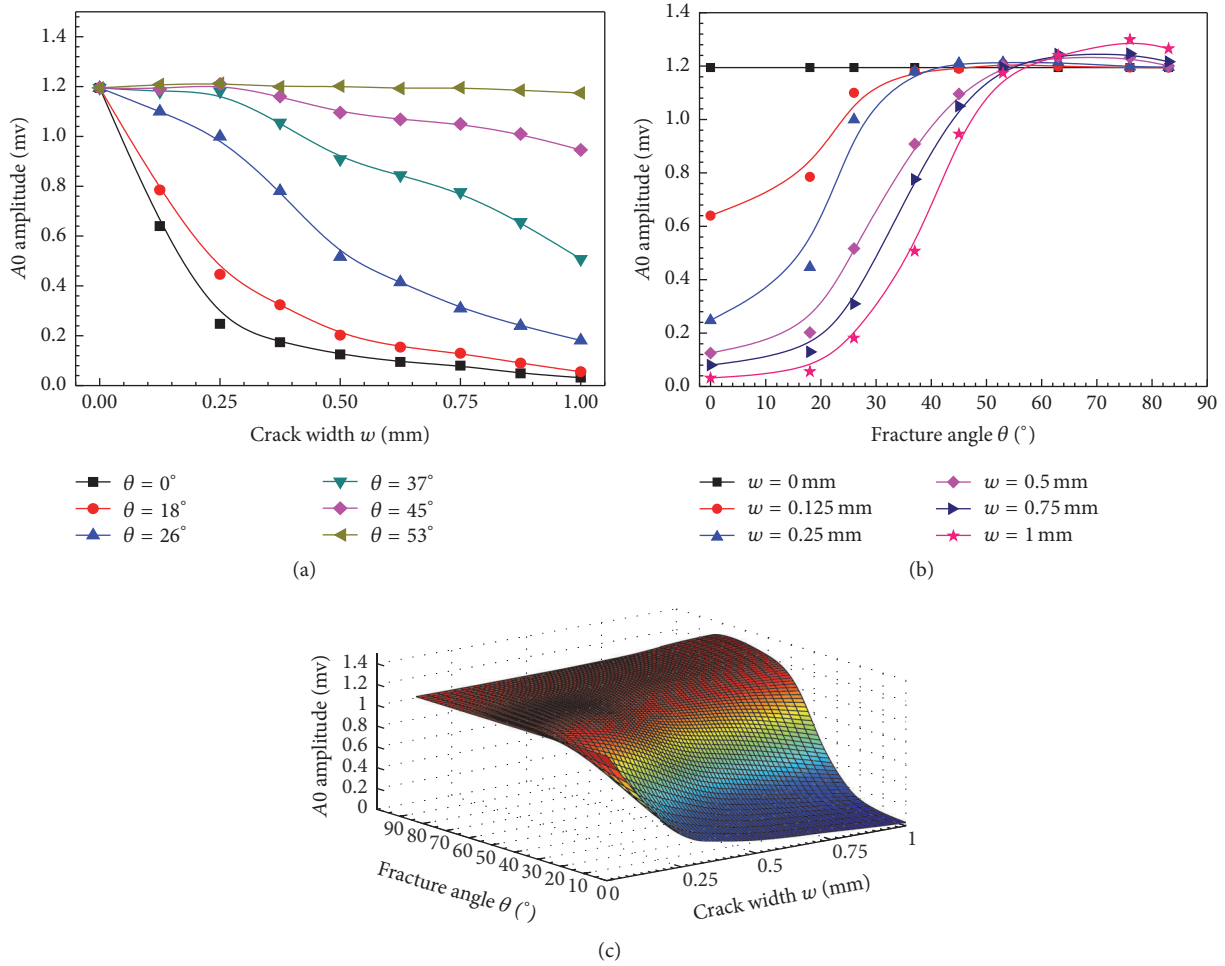 1.4
1.2
1.0
0.8
0.6
0.4
0.2
0.0
A0 amplitude (mv)
0.00 0.25 0.50 0.75 1.00
Crack width w (mm)
θ = 0°
θ = 18°
θ = 26°
θ = 37°
θ = 45°
θ = 53°
(a)
1.4
1.2
1.0
0.8
0.6
0.4
0.2
0.0
A0 amplitude (mv)
0 10 20 30 40 50 60 70 80 90
Fracture angle θ (°)
w = 0 mm
w = 0.125 mm
w = 0.25 mm
w = 0.5 mm
w = 0.75 mm
w = 1 mm
(b)
1.4
1.2
1
0.8
0.6
0.4
0.2
0
A0 amplitude (mv)
90 80 70 60 50 40 30 20 10 0
Fracture angle θ (°)
0 0.25 0.5 0.75 1
Crack width w (mm)
(c)